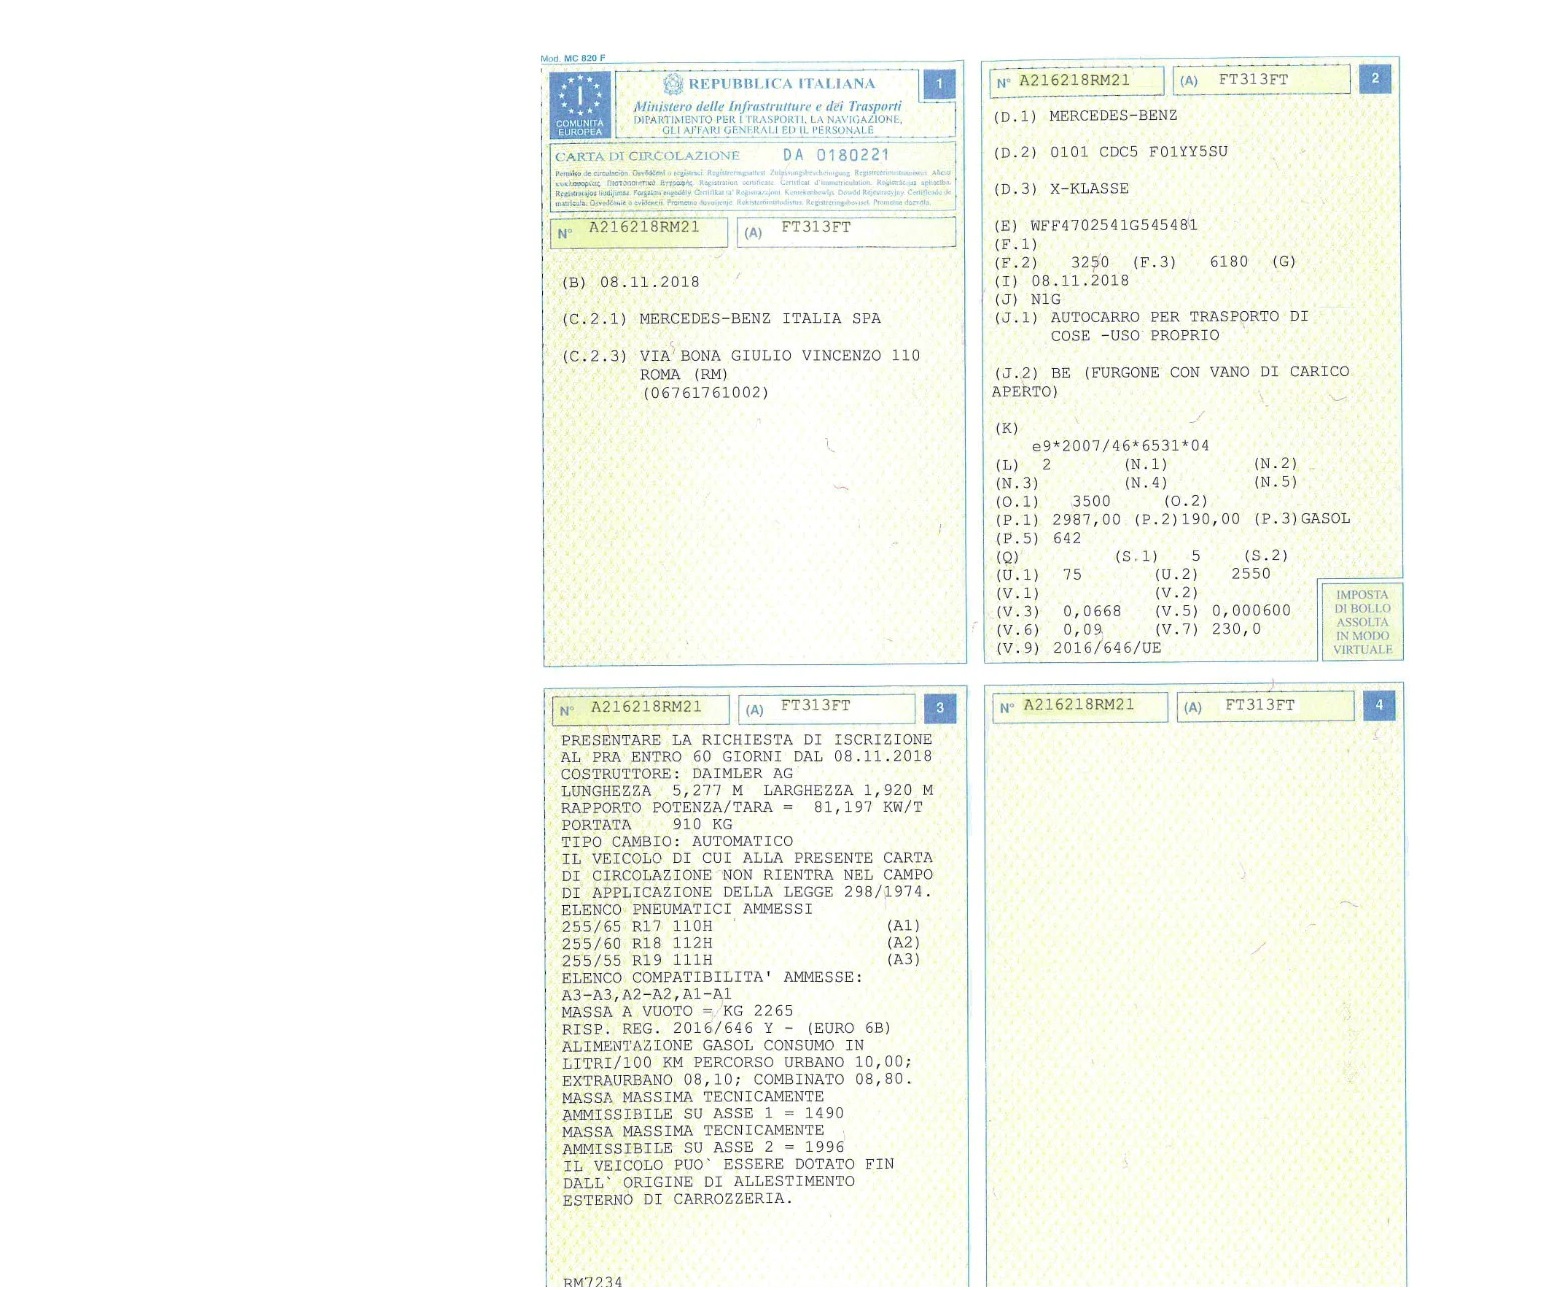 Mod. MC 820 F
COMUNITÀ
EUROPEA
I
REPUBBLICA ITALIANA
1
Ministero delle Infrastrutture e dei Trasporti
DIPARTIMENTO PER I TRASPORTI, LA NAVIGAZIONE,
GLI AFFARI GENERALI ED IL PERSONALE
CARTA DI CIRCOLAZIONE DA 0180221
N° A216218RM21 (A) FT313FT
(B) 08.11.2018
(C.2.1) MERCEDES-BENZ ITALIA SPA
(C.2.3) VIA BONA GIULIO VINCENZO 110
ROMA (RM)
(06761761002)
N° A216218RM21 (A) FT313FT 2
(D.1) MERCEDES-BENZ
(D.2) 0101 CDC5 F01YY5SU
(D.3) X-KLASSE
(E) WFF4702541G545481
(F.1)
(F.2) 3250 (F.3) 6180 (G)
(I) 08.11.2018
(J) N1G
(J.1) AUTOCARRO PER TRASPORTO DI
COSE -USO PROPRIO
(J.2) BE (FURGONE CON VANO DI CARICO
APERTO)
(K)
e9*2007/46*6531*04
(L) 2 (N.1) (N.2)
(N.3) (N.4) (N.5)
(O.1) 3500 (O.2)
(P.1) 2987,00 (P.2)190,00 (P.3)GASOL
(P.5) 642
(Q) (S.1) 5 (S.2)
(U.1) 75 (U.2) 2550
(V.1) (V.2)
(V.3) 0,0668 (V.5) 0,000600
(V.6) 0,09 (V.7) 230,0
(V.9) 2016/646/UE
IMPOSTA
DI BOLLO
ASSOLTA
IN MODO
VIRTUALE
N° A216218RM21 (A) FT313FT 3
PRESENTARE LA RICHIESTA DI ISCRIZIONE
AL PRA ENTRO 60 GIORNI DAL 08.11.2018
COSTRUTTORE: DAIMLER AG
LUNGHEZZA 5,277 M LARGHEZZA 1,920 M
RAPPORTO POTENZA/TARA = 81,197 KW/T
PORTATA 910 KG
TIPO CAMBIO: AUTOMATICO
IL VEICOLO DI CUI ALLA PRESENTE CARTA
DI CIRCOLAZIONE NON RIENTRA NEL CAMPO
DI APPLICAZIONE DELLA LEGGE 298/1974.
ELENCO PNEUMATICI AMMESSI
255/65 R17 110H (A1)
255/60 R18 112H (A2)
255/55 R19 111H (A3)
ELENCO COMPATIBILITA' AMMESSE:
A3-A3,A2-A2,A1-A1
MASSA A VUOTO = KG 2265
RISP. REG. 2016/646 Y - (EURO 6B)
ALIMENTAZIONE GASOL CONSUMO IN
LITRI/100 KM PERCORSO URBANO 10,00;
EXTRAURBANO 08,10; COMBINATO 08,80.
MASSA MASSIMA TECNICAMENTE
AMMISSIBILE SU ASSE 1 = 1490
MASSA MASSIMA TECNICAMENTE
AMMISSIBILE SU ASSE 2 = 1996
IL VEICOLO PUO` ESSERE DOTATO FIN
DALL` ORIGINE DI ALLESTIMENTO
ESTERNO DI CARROZZERIA.
RM7234
N° A216218RM21 (A) FT313FT 4